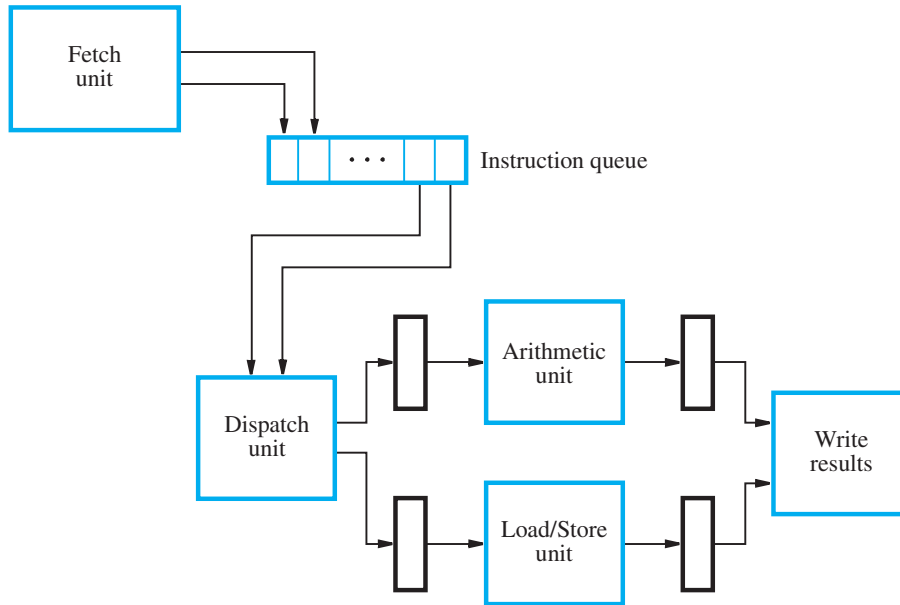 Fetch
unit
• • •
Instruction queue
Arithmetic
unit
Dispatch
unit
Write
results
Load/Store
unit